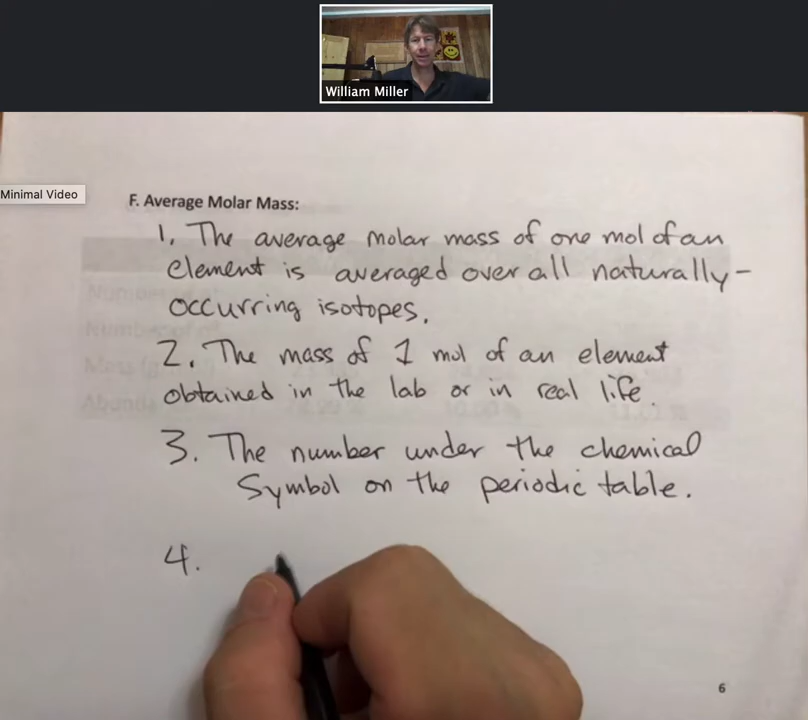 William Miller
Minimal Video
F. Average Molar Mass:
1. The average molar mass of one mol of an
element is averaged over all naturally-
occurring isotopes.
2. The mass of 1 mol of an element
obtained in the lab or in real life.
3. The number under the chemical
Symbol on the periodic table.
4.
6